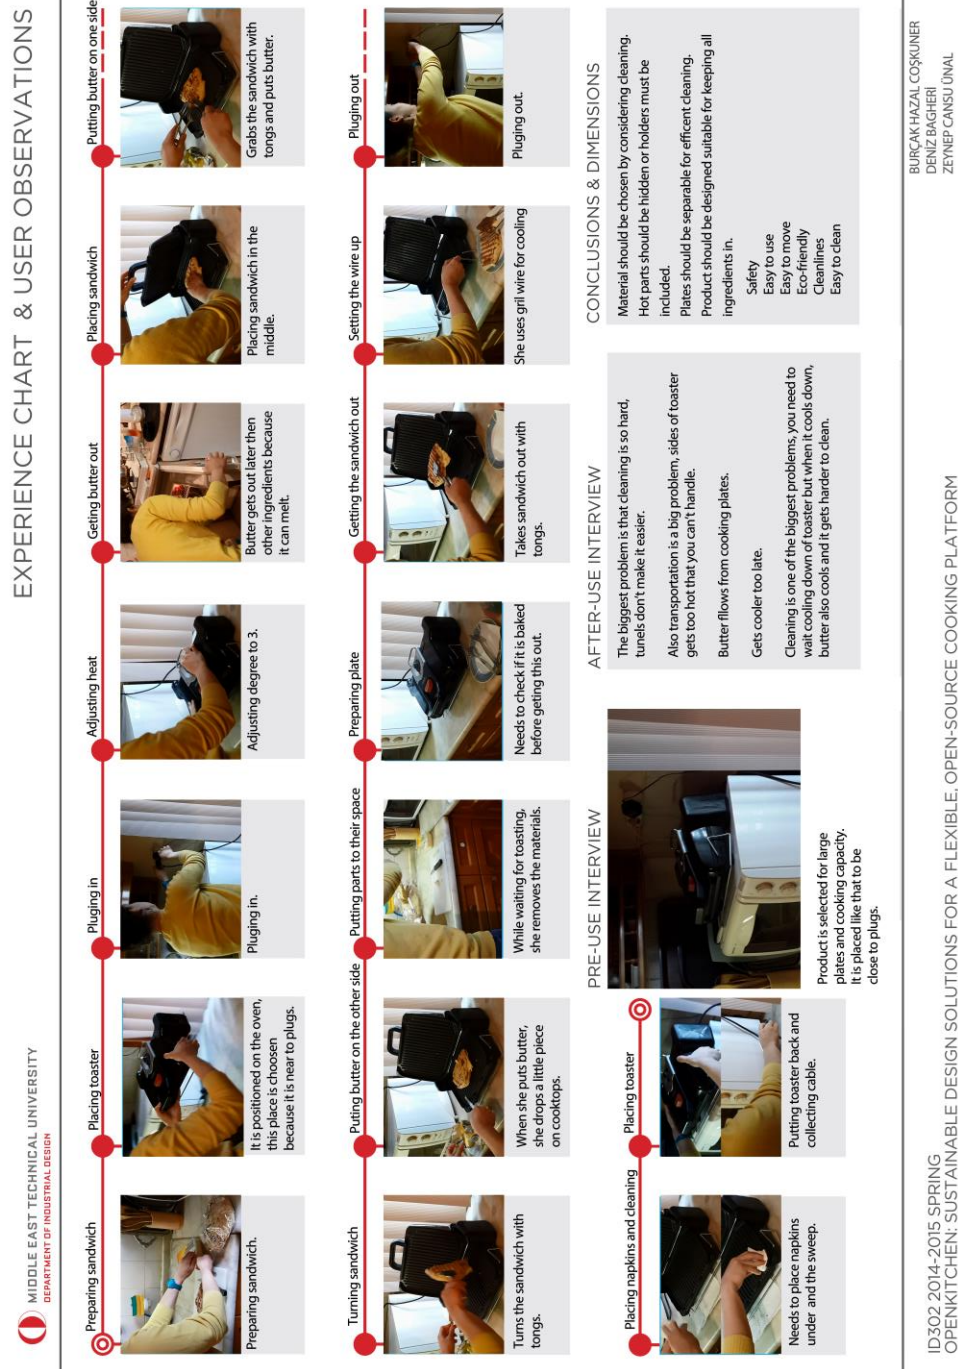 MIDDLE EAST TECHNICAL UNIVERSITY
DEPARTMENT OF INDUSTRIAL DESIGN
EXPERIENCE CHART & USER OBSERVATIONS
Preparing sandwich
Preparing sandwich.
Placing toaster
It is positioned on the oven,
this place is choosen
because it is near to plugs.
Pluging in
Pluging in.
Adjusting heat
Adjusting degree to 3.
Geting butter out
Butter gets out later then
other ingredients because
it can melt.
Placing sandwich
Placing sandwich in the
middle.
Putting butter on one side
Grabs the sandwich with
tongs and puts butter.
Turning sandwich
Turns the sandwich with
tongs.
Puting butter on the other side
When she puts butter,
she drops a little piece
on cooktops.
Putting parts to their space
While waiting for toasting,
she removes the materials.
Preparing plate
Needs to check if it is baked
before geting this out.
Getting the sandwich out
Takes sandwich out with
tongs.
Setting the wire up
She uses gril wire for cooling
Pluging out
Pluging out.
Placing napkins and cleaning
Needs to place napkins
under and the sweep.
Placing toaster
Putting toaster back and
collecting cable.
PRE-USE INTERVIEW
Product is selected for large
plates and cooking capacity.
It is placed like that to be
close to plugs.
AFTER-USE INTERVIEW
The biggest problem is that cleaning is so hard,
tunels don't make it easier.
Also transportation is a big problem, sides of toaster
gets too hot that you can't handle.
Butter fllows from cooking plates.
Gets cooler too late.
Cleaning is one of the biggest problems, you need to
wait cooling down of toaster but when it cools down,
butter also cools and it gets harder to clean.
CONCLUSIONS & DIMENSIONS
Material should be chosen by considering cleaning.
Hot parts should be hidden or holders must be
included.
Plates should be separable for efficent cleaning.
Product should be designed suitable for keeping all
ingredients in.
Safety
Easy to use
Easy to move
Eco-friendly
Cleanlines
Easy to clean
ID302 2014-2015 SPRING
OPENKITCHEN: SUSTAINABLE DESIGN SOLUTIONS FOR A FLEXIBLE, OPEN-SOURCE COOKING PLATFORM
BURÇAK HAZAL COŞKUNER
DENİZ BAGHERİ
ZEYNEP CANSU ÜNAL